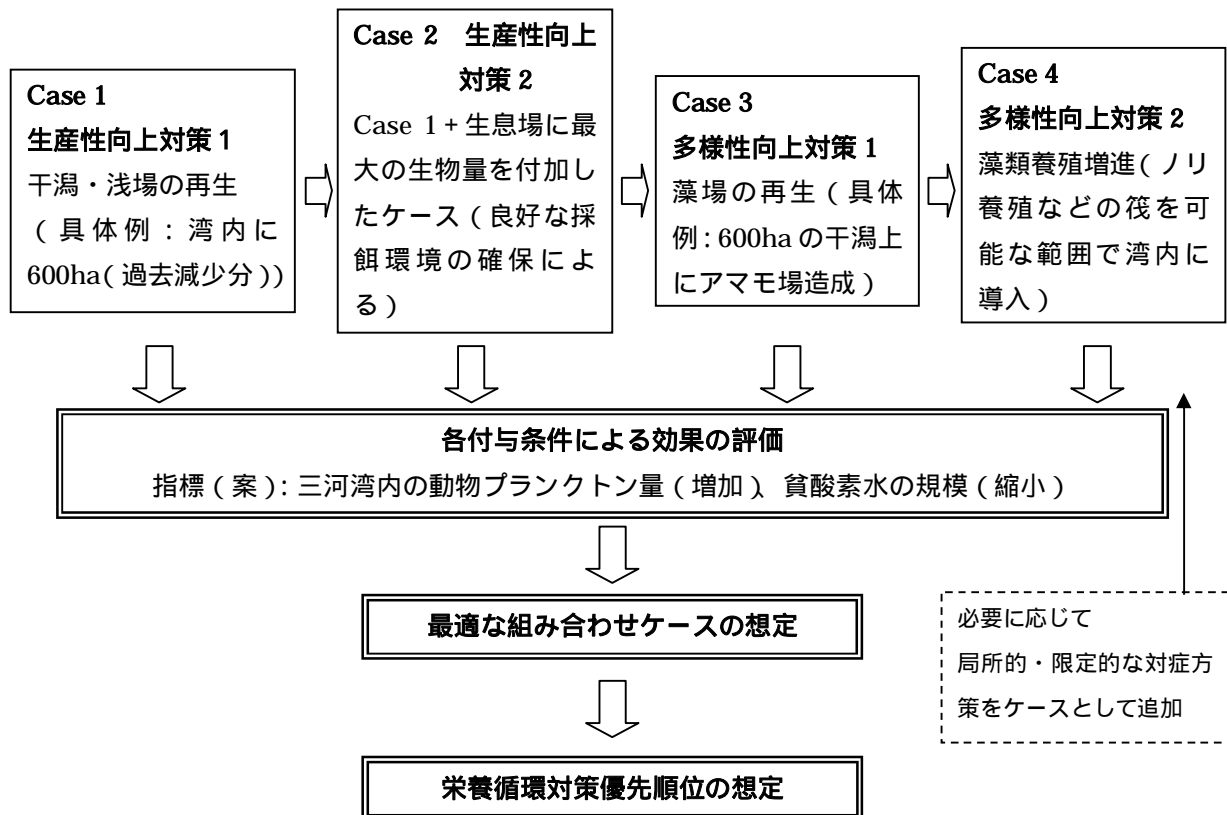 Case 1
生産性向上対策 1
干潟・浅場の再生
（具体例：湾内に
600ha（過去減少分））
Case 2　生産性向上
対策 2
Case 1 + 生息場に最
大の生物量を付加し
たケース（良好な採
餌環境の確保によ
る）
Case 3
多様性向上対策 1
藻場の再生（具体
例：600ha の干潟上
にアマモ場造成）
Case 4
多様性向上対策 2
藻類養殖増進（ノリ
養殖などの筏を可
能な範囲で湾内に
導入）
各付与条件による効果の評価
指標（案）：三河湾内の動物プランクトン量（増加）、貧酸素水の規模（縮小）
最適な組み合わせケースの想定
必要に応じて
局所的・限定的な対症方
策をケースとして追加
栄養循環対策優先順位の想定